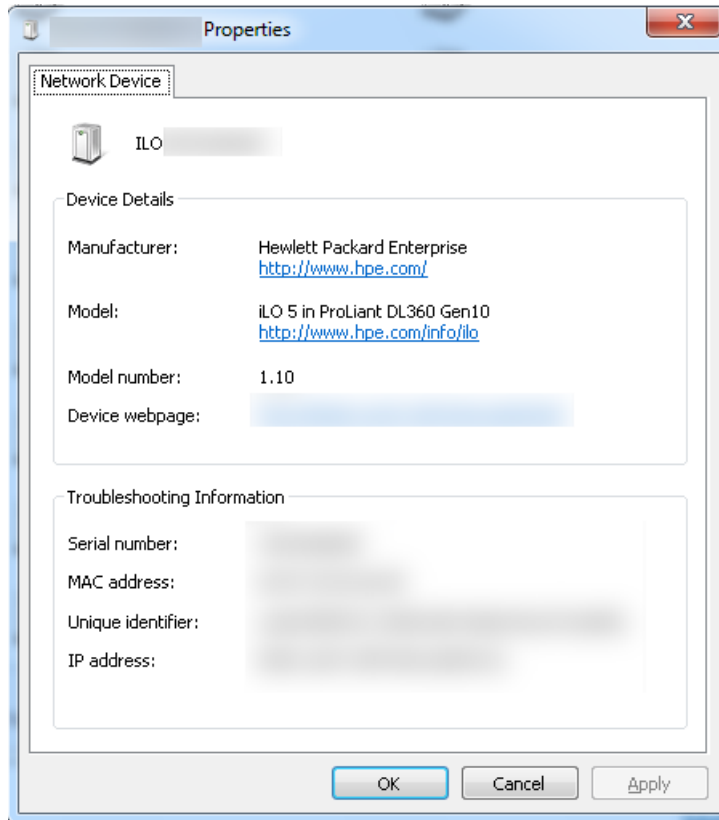 Properties
Network Device
ILO
Device Details
Manufacturer: Hewlett Packard Enterprise
http://www.hpe.com/
Model: iLO 5 in ProLiant DL360 Gen10
http://www.hpe.com/info/ilo
Model number: 1.10
Device webpage:
Troubleshooting Information
Serial number:
MAC address:
Unique identifier:
IP address:
OK Cancel Apply